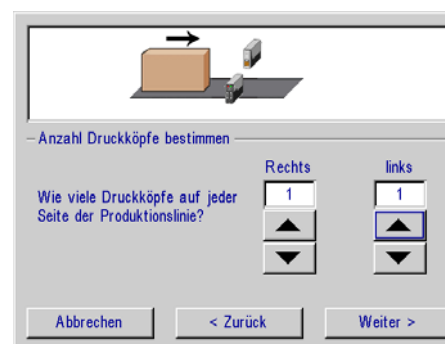 Anzahl Druckköpfe bestimmen
Rechts links
Wie viele Druckköpfe auf jeder
Seite der Produktionslinie?
1 1
Abbrechen < Zurück Weiter >